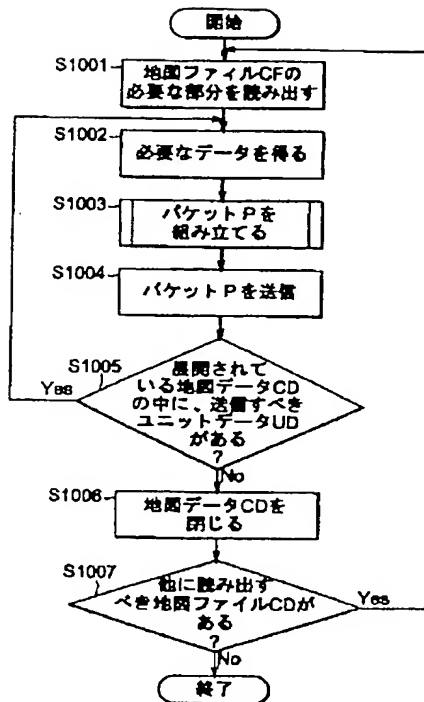 開始
S1001
地図ファイルCFの
必要な部分を読み出す
S1002
必要なデータを得る
S1003
パケットPを
組み立てる
S1004
パケットPを送信
S1005
展開されて
いる地図データCD
の中に、送信すべき
ユニットデータUD
がある
?
Yes
No
S1006
地図データCDを
閉じる
S1007
他に読み出す
べき地図ファイルCDが
ある
?
Yes
No
終了